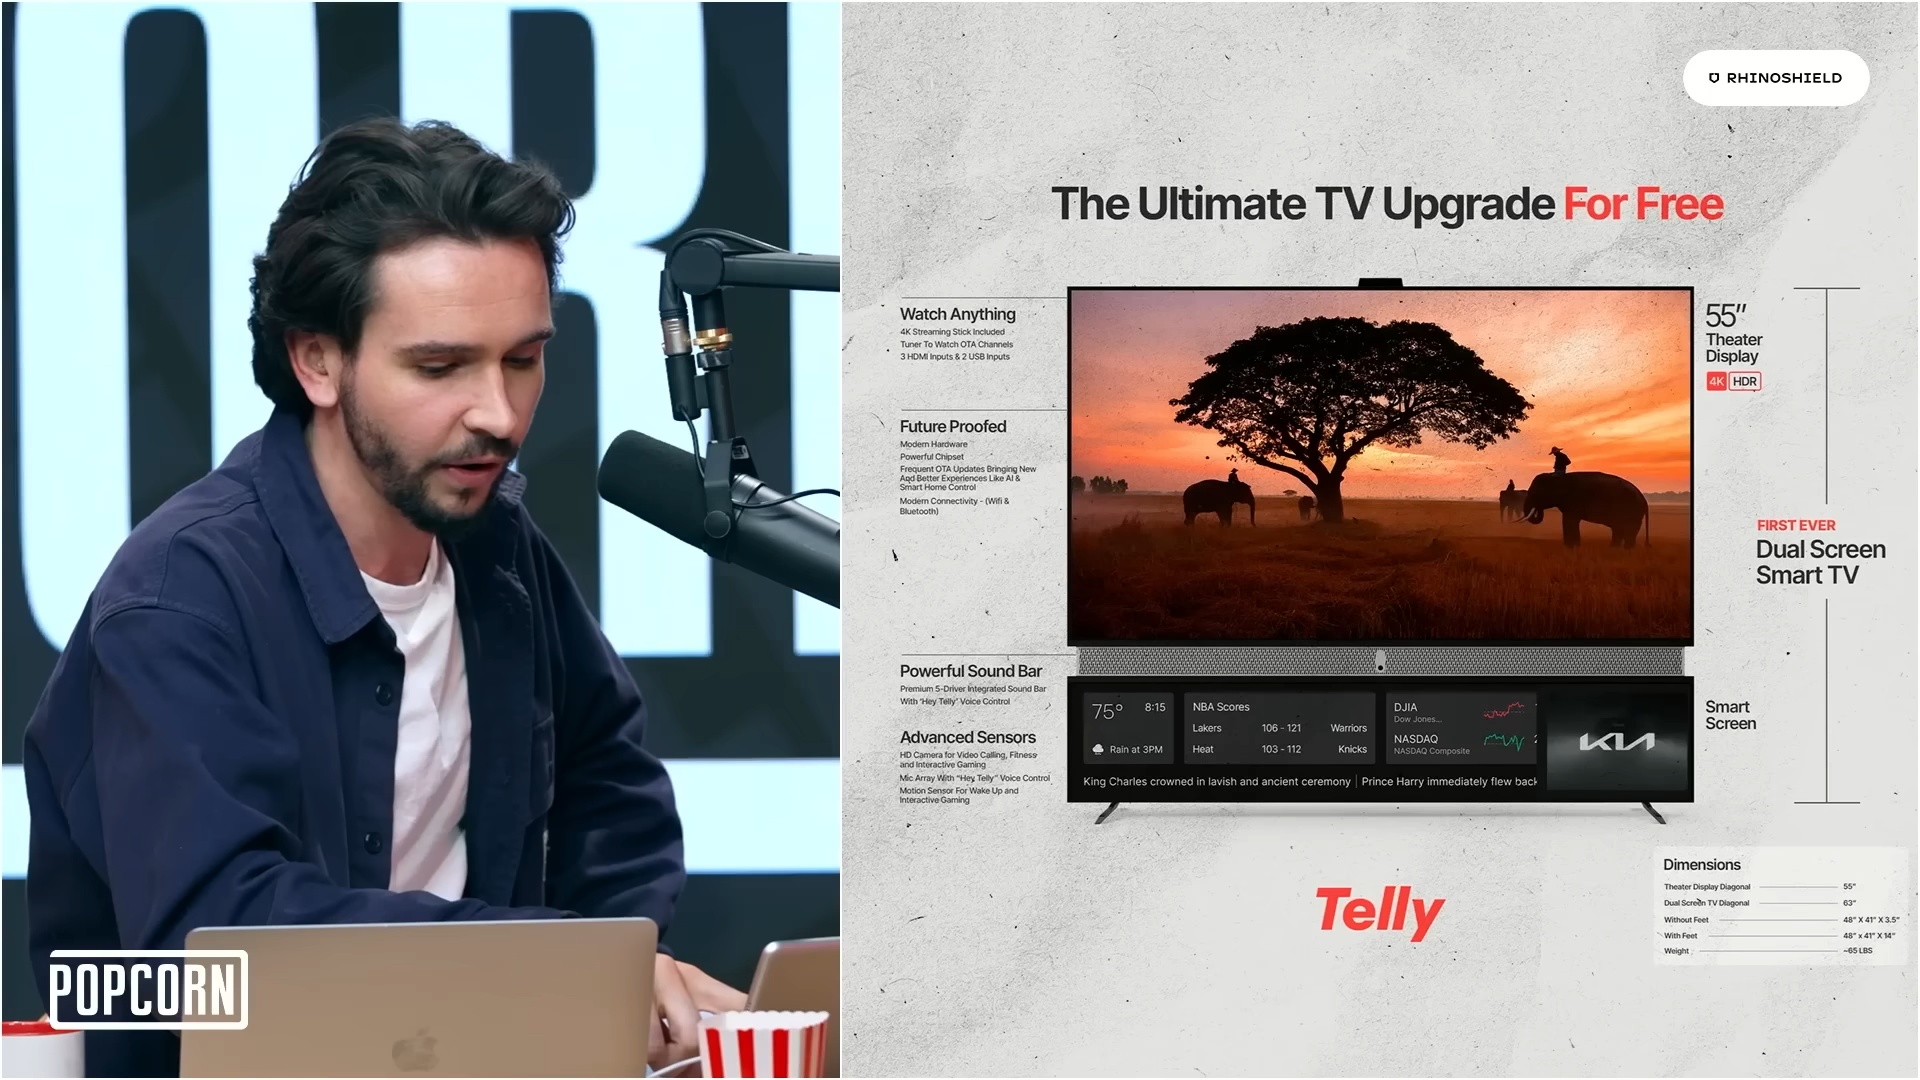 POPCORN
RHINOSHIELD
The Ultimate TV Upgrade For Free
Watch Anything
4K Streaming Stick Included
Tuner To Watch OTA Channels
3 HDMI Inputs & 2 USB Inputs
Future Proofed
Modern Hardware
Powerful Chipset
Frequent OTA Updates Bringing New
Aqd Better Experiences Like AI &
Smart Home Control
Modern Connectivity - (Wifi &
Bluetooth)
Powerful Sound Bar
Premium 5-Driver Integrated Sound Bar
With 'Hey Telly' Voice Control
Advanced Sensors
HD Camera for Video Calling, Fitness
and Interactive Gaming
Mic Array With "Hey Telly" Voice Control
Motion Sensor For Wake Up and
Interactive Gaming
55"
Theater
Display
4K HDR
FIRST EVER
Dual Screen
Smart TV
Smart
Screen
75° 8:15
Rain at 3PM
NBA Scores
Lakers 106 - 121 Warriors
Heat 103 - 112 Knicks
DJIA
Dow Jones...
NASDAQ
NASDAQ Composite
KIA
King Charles crowned in lavish and ancient ceremony | Prince Harry immediately flew back
Telly
Dimensions
Theater Display Diagonal 55"
Dual Screen TV Diagonal 63"
Without Feet 48" X 41" X 3.5"
With Feet 48" x 41" X 14"
Weight ~65 LBS